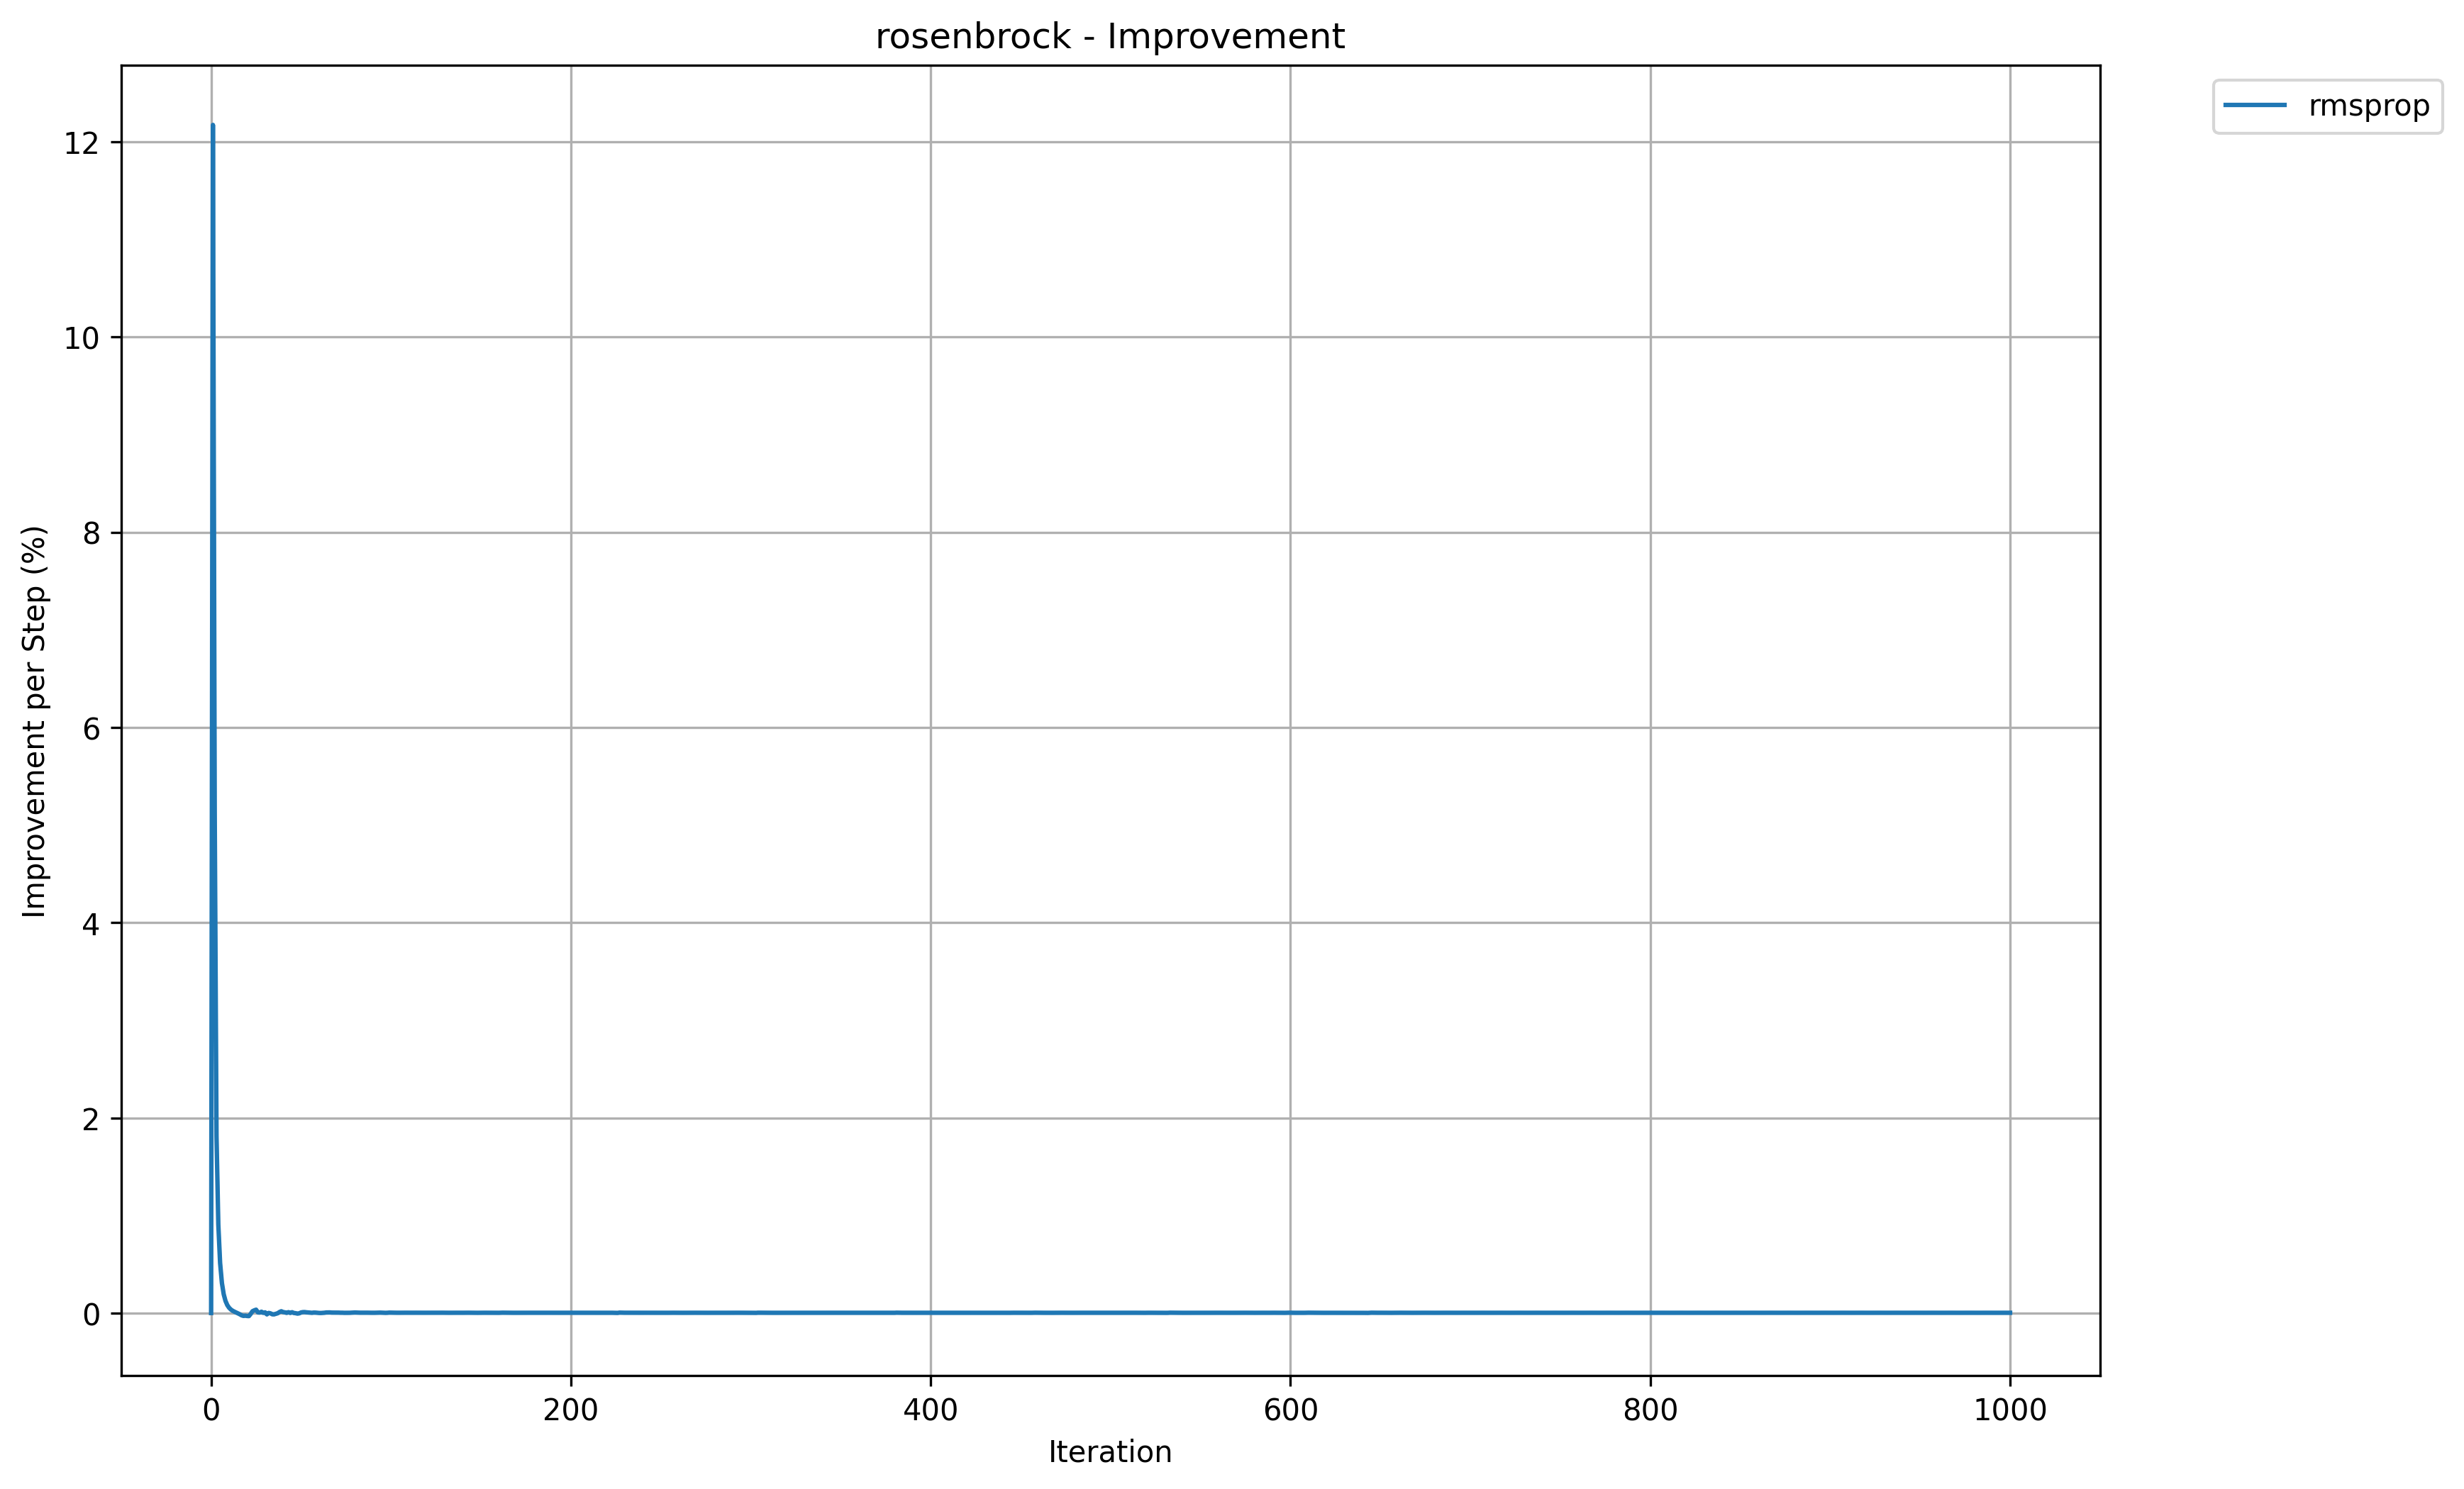 rosenbrock - Improvement
rmsprop
Improvement per Step (%)
12
10
8
6
4
2
0
0 200 400 600 800 1000
Iteration